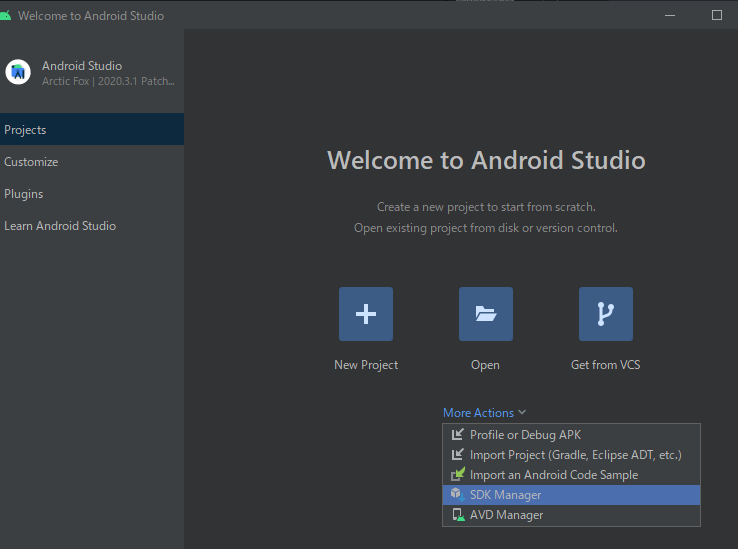 Welcome to Android Studio
Android Studio
Arctic Fox | 2020.3.1 Patch...
Projects
Customize
Plugins
Learn Android Studio
Welcome to Android Studio
Create a new project to start from scratch.
Open existing project from disk or version control.
New Project
Open
Get from VCS
More Actions
Profile or Debug APK
Import Project (Gradle, Eclipse ADT, etc.)
Import an Android Code Sample
SDK Manager
AVD Manager